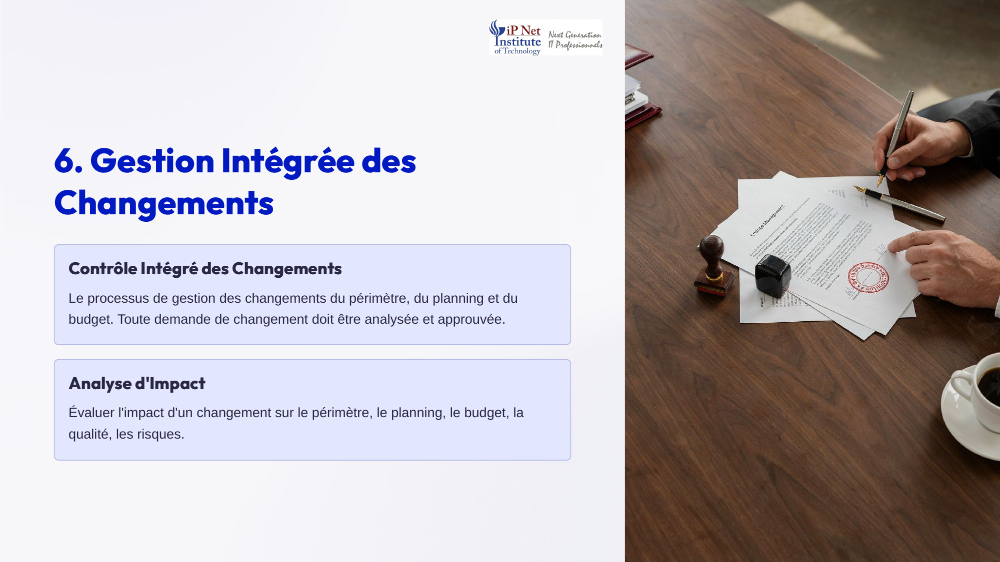 iP Net
Institute
of Technology
Next Generation
IT Professionnels
6. Gestion Intégrée des
Changements
Contrôle Intégré des Changements
Le processus de gestion des changements du périmètre, du planning et du
budget. Toute demande de changement doit être analysée et approuvée.
Analyse d'Impact
Évaluer l'impact d'un changement sur le périmètre, le planning, le budget, la
qualité, les risques.
Change Management